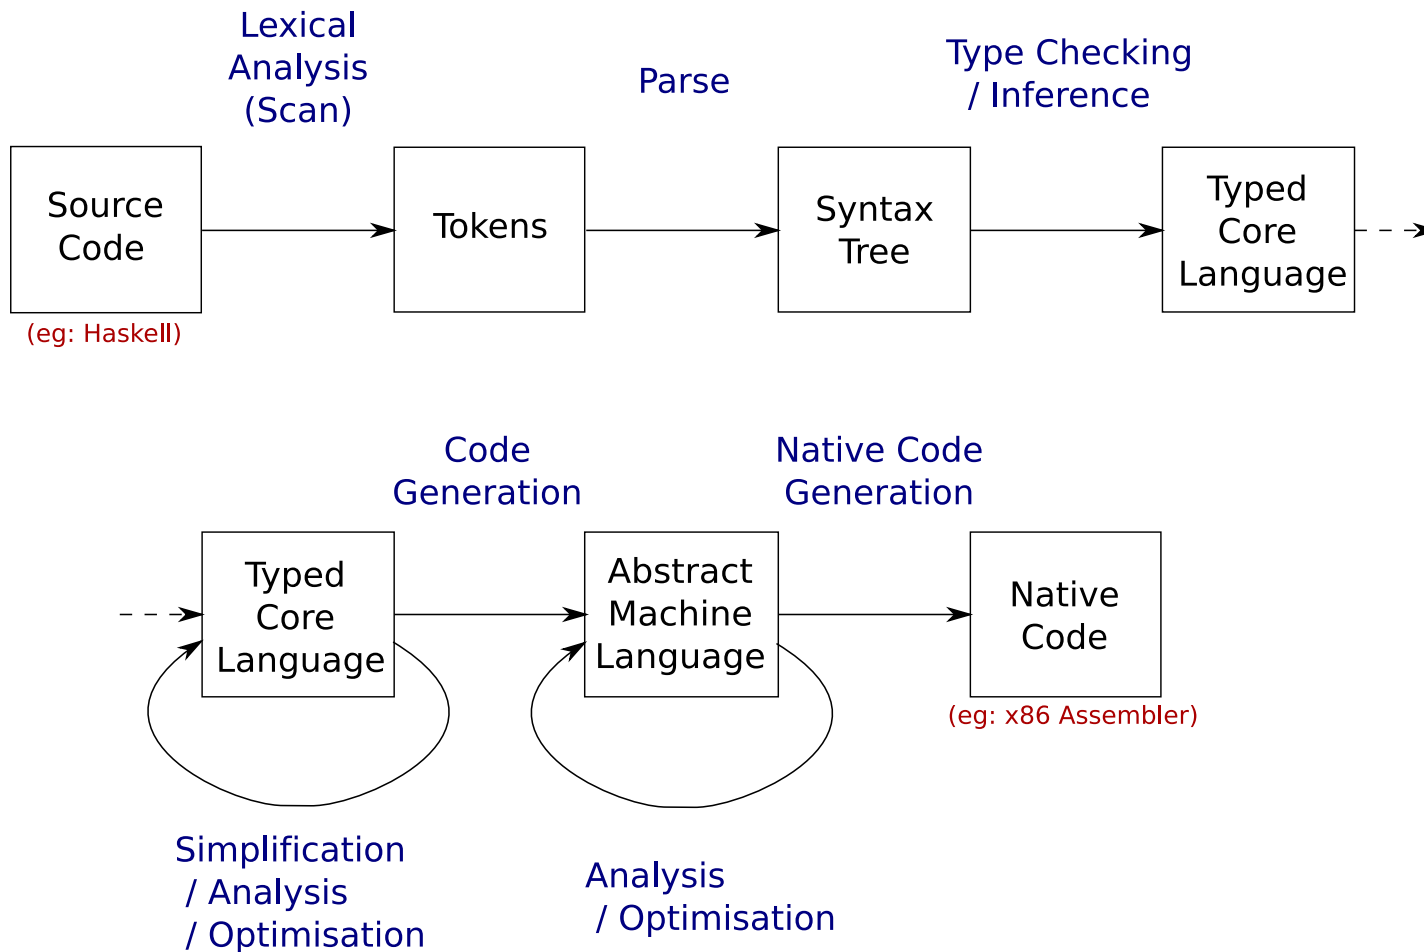 Lexical
Analysis
(Scan)
Parse
Type Checking
/ Inference
Source
Code
Tokens
Syntax
Tree
Typed
Core
Language
(eg: Haskell)
Code
Generation
Native Code
Generation
Typed
Core
Language
Abstract
Machine
Language
Native
Code
(eg: x86 Assembler)
Simplification
/ Analysis
/ Optimisation
Analysis
/ Optimisation